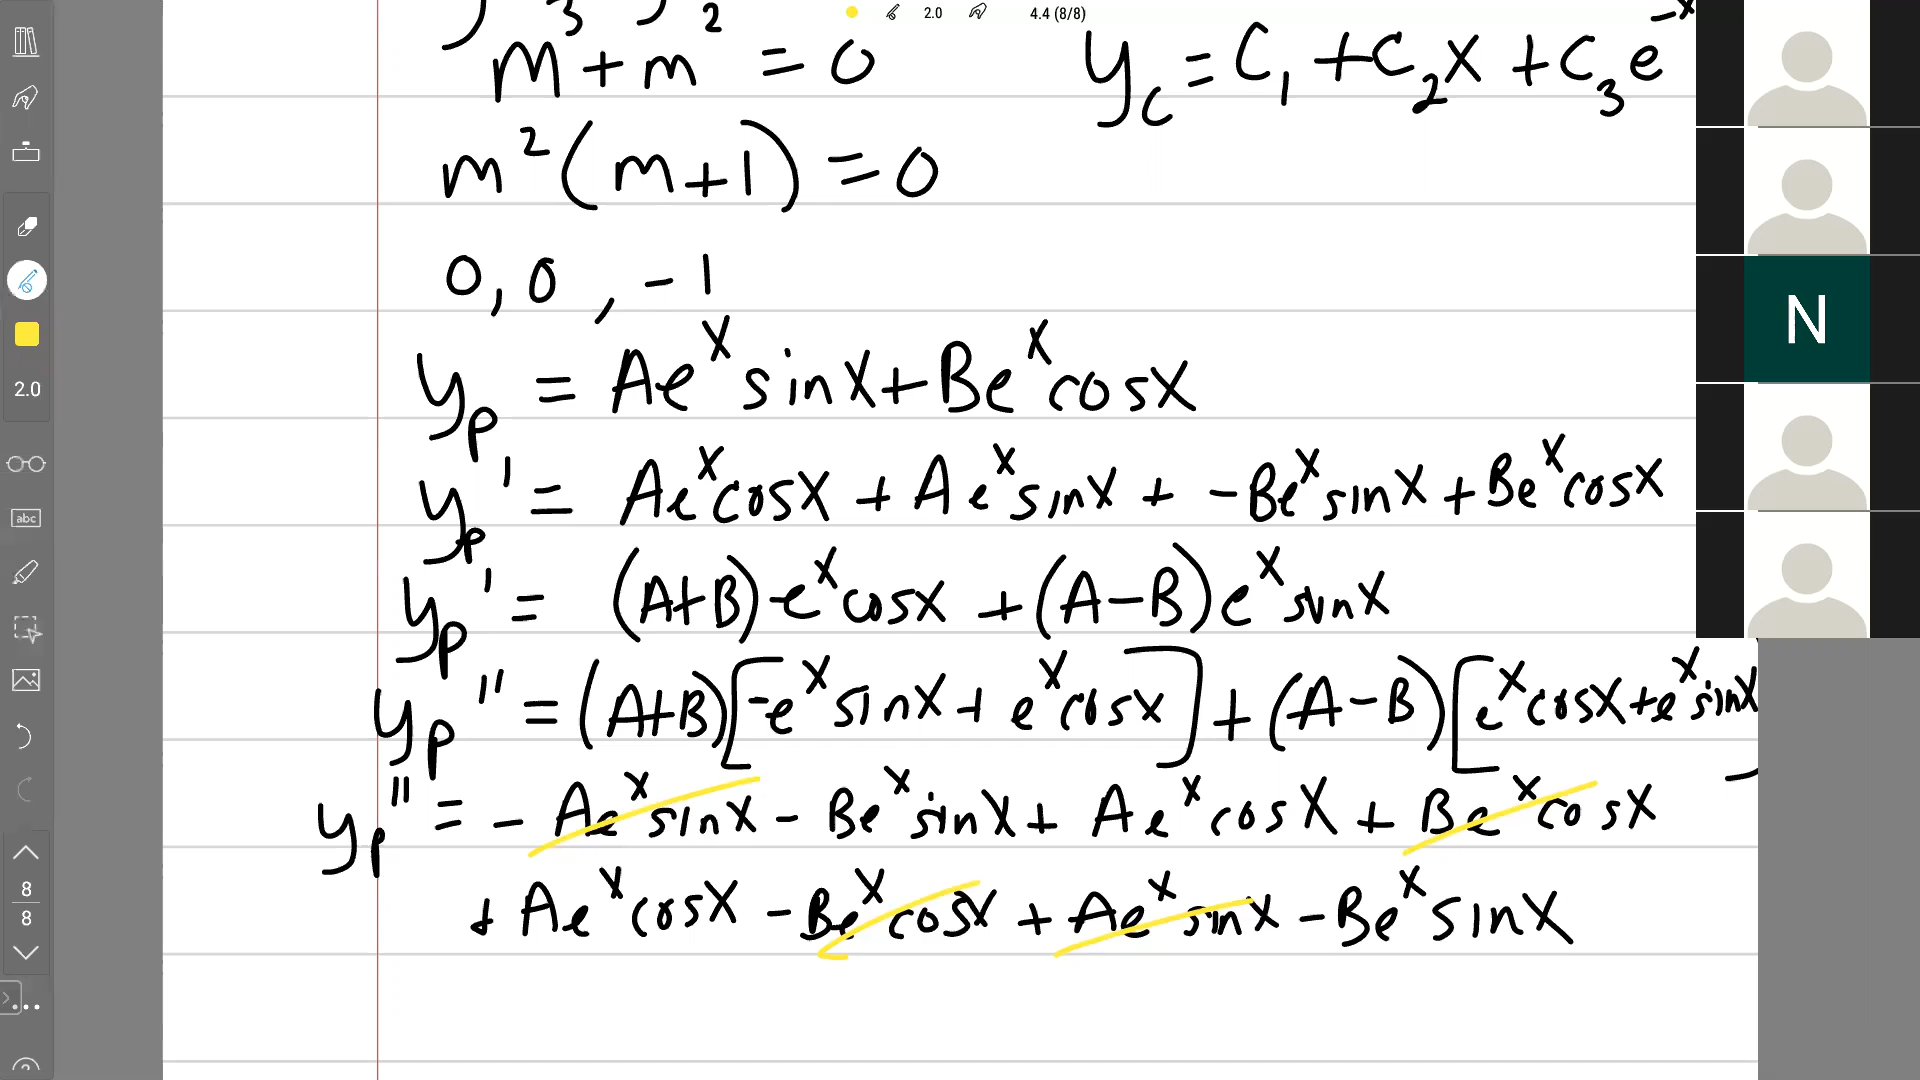 2.0 4.4 (8/8)
m³ + m² = 0 y_c = C₁ + C₂x + C₃e^-x
m²(m+1) = 0
0, 0, -1
y_p = Ae^x sinx + Be^x cosx
y_p' = Ae^x cosx + Ae^x sinx + -Be^x sinx + Be^x cosx
y_p' = (A+B) e^x cosx + (A-B) e^x sinx
y_p'' = (A+B)[-e^x sinx + e^x cosx] + (A-B)[e^x cosx + e^x sinx
y_p'' = - Ae^x sinx - Be^x sinx + Ae^x cosx + Be^x cosx
+ Ae^x cosx - Be^x cosx + Ae^x sinx - Be^x sinx
2.0
abc
8
8
N